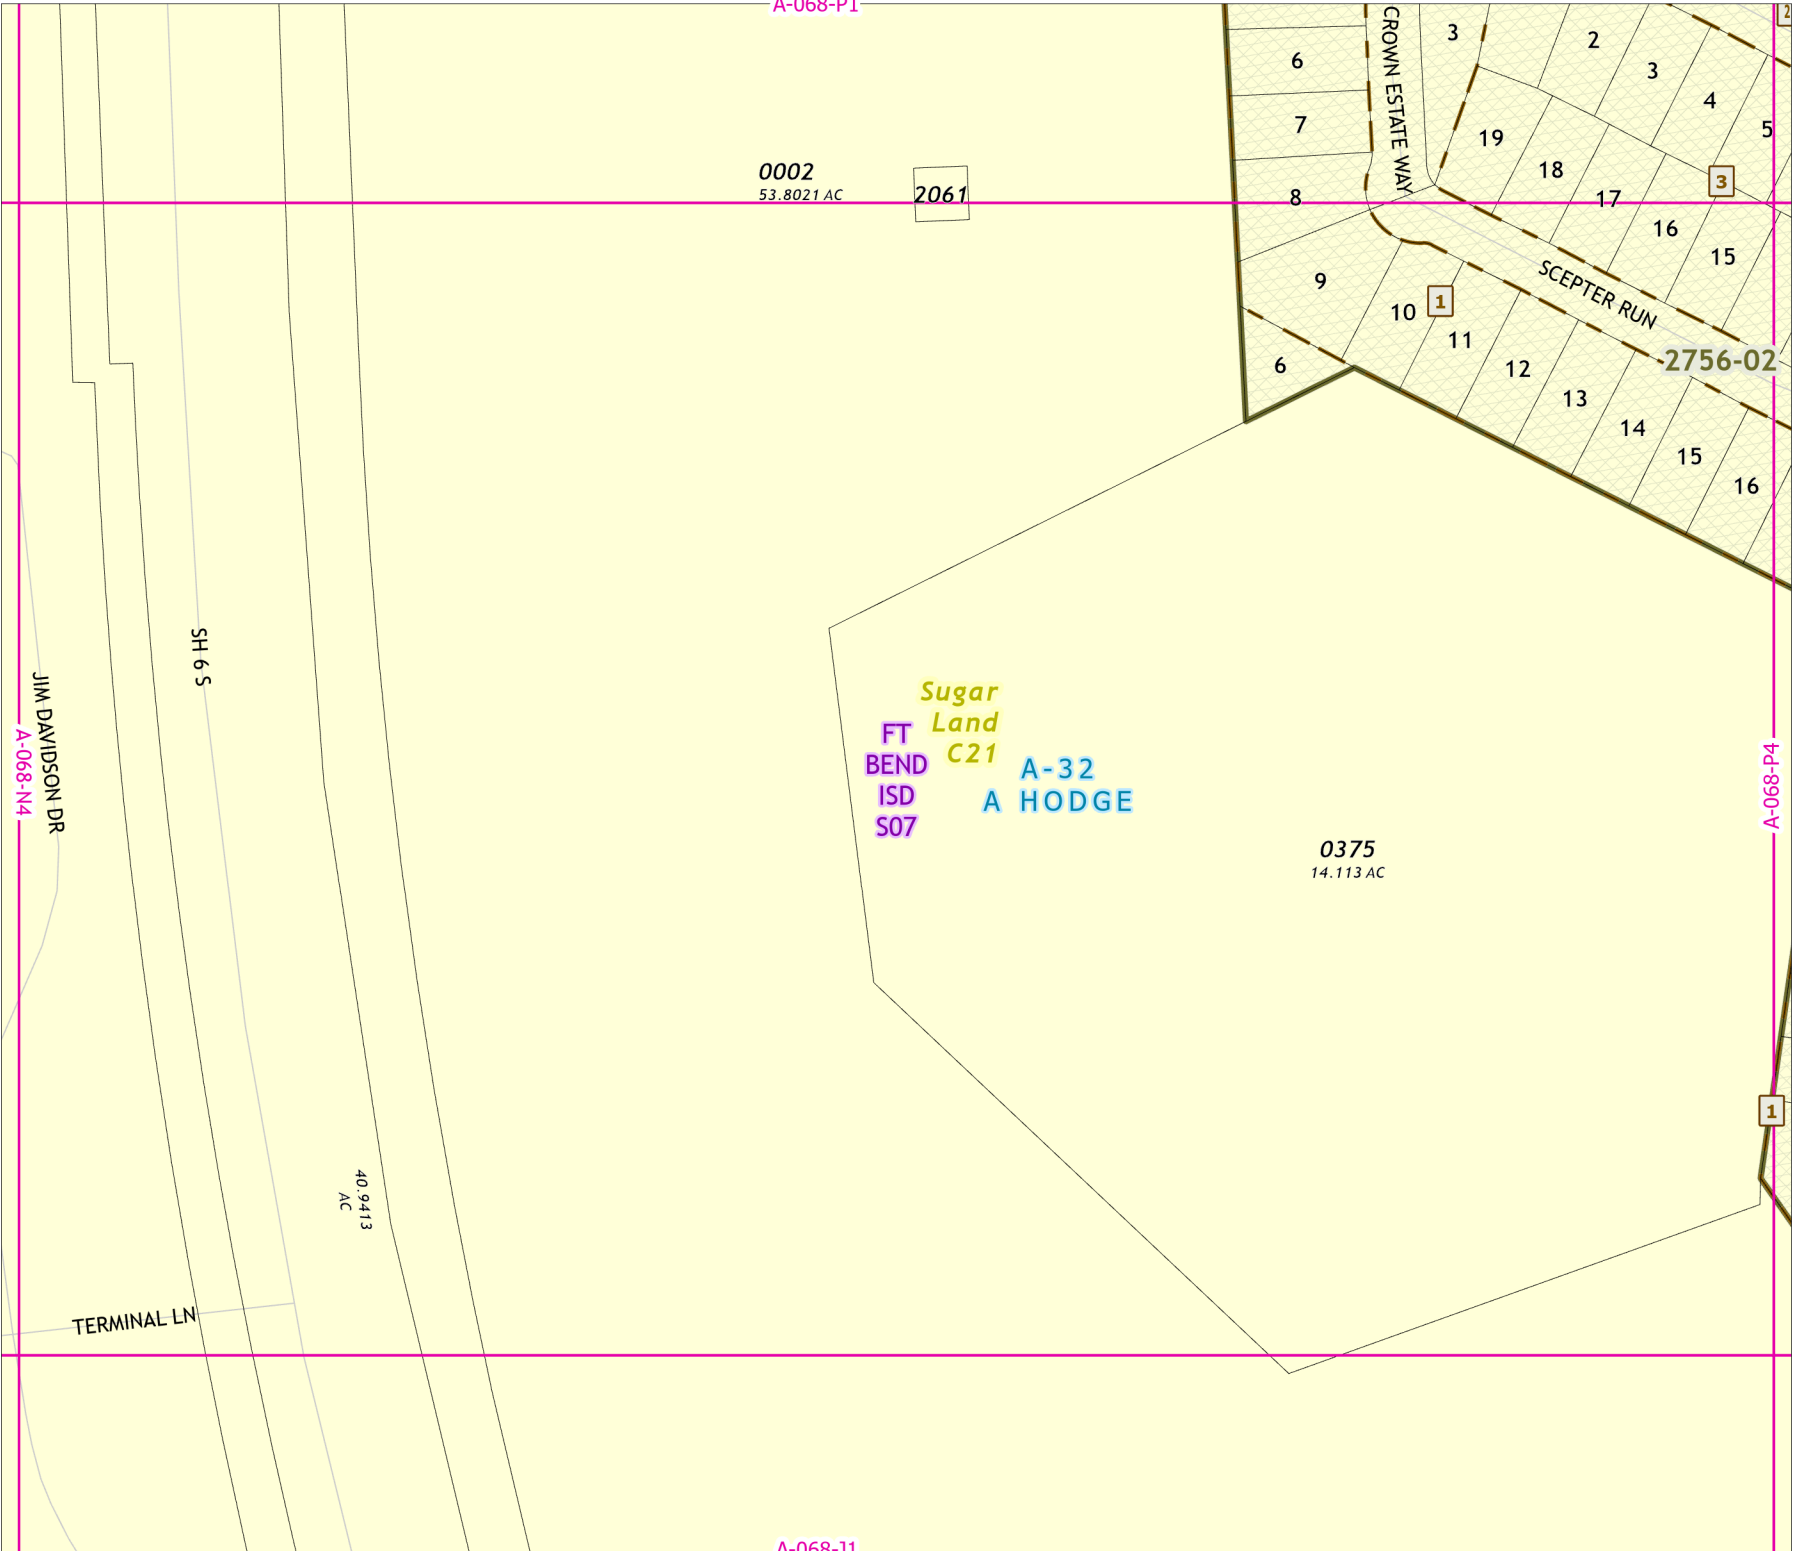 A-068-P1
CROWN ESTATE WAY
3
2
3
4
5
2
6
7
8
19
18
17
16
15
3
0002
53.8021 AC
2061
9
10
1
11
12
13
14
15
16
6
SCEPTER RUN
2756-02
SH 6 S
JIM DAVIDSON DR
A-068-N4
A-068-P4
Sugar
Land
C21
FT
BEND
ISD
S07
A-32
A HODGE
0375
14.113 AC
1
40.9413
AC
TERMINAL LN
A-068-J1